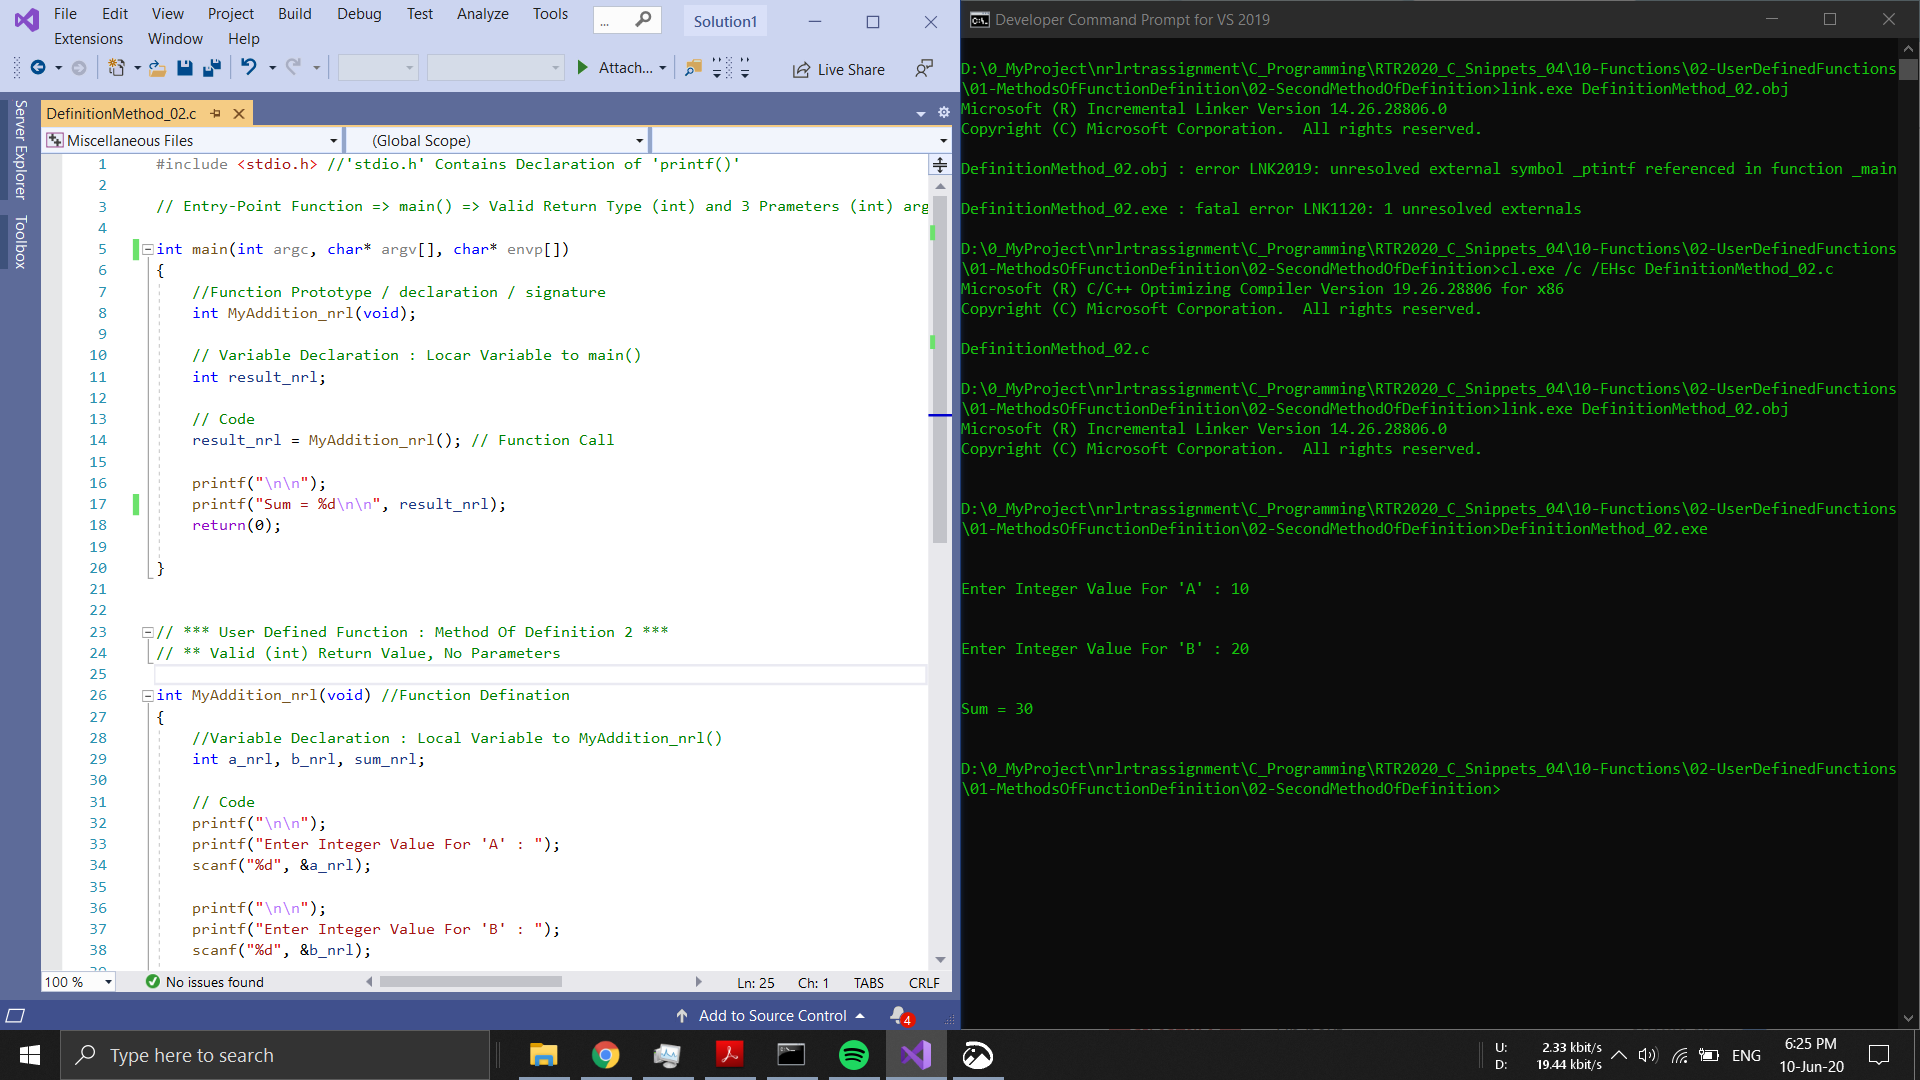 File Edit View Project Build Debug Test Analyze Tools ... Solution1
Extensions Window Help
Attach... Live Share
Server Explorer
Toolbox
DefinitionMethod_02.c
Miscellaneous Files (Global Scope)
1 #include <stdio.h> //'stdio.h' Contains Declaration of 'printf()'
2
3 // Entry-Point Function => main() => Valid Return Type (int) and 3 Prameters (int) arg
4
5 int main(int argc, char* argv[], char* envp[])
6 {
7 //Function Prototype / declaration / signature
8 int MyAddition_nrl(void);
9
10 // Variable Declaration : Locar Variable to main()
11 int result_nrl;
12
13 // Code
14 result_nrl = MyAddition_nrl(); // Function Call
15
16 printf("\n\n");
17 printf("Sum = %d\n\n", result_nrl);
18 return(0);
19
20 }
21
22
23 // *** User Defined Function : Method Of Definition 2 ***
24 // ** Valid (int) Return Value, No Parameters
25
26 int MyAddition_nrl(void) //Function Defination
27 {
28 //Variable Declaration : Local Variable to MyAddition_nrl()
29 int a_nrl, b_nrl, sum_nrl;
30
31 // Code
32 printf("\n\n");
33 printf("Enter Integer Value For 'A' : ");
34 scanf("%d", &a_nrl);
35
36 printf("\n\n");
37 printf("Enter Integer Value For 'B' : ");
38 scanf("%d", &b_nrl);
100 % No issues found Ln: 25 Ch: 1 TABS CRLF
Add to Source Control 4
Developer Command Prompt for VS 2019
D:\0_MyProject\nrlrtrassignment\C_Programming\RTR2020_C_Snippets_04\10-Functions\02-UserDefinedFunctions
\01-MethodsOfFunctionDefinition\02-SecondMethodOfDefinition>link.exe DefinitionMethod_02.obj
Microsoft (R) Incremental Linker Version 14.26.28806.0
Copyright (C) Microsoft Corporation.  All rights reserved.
DefinitionMethod_02.obj : error LNK2019: unresolved external symbol _ptintf referenced in function _main
DefinitionMethod_02.exe : fatal error LNK1120: 1 unresolved externals
D:\0_MyProject\nrlrtrassignment\C_Programming\RTR2020_C_Snippets_04\10-Functions\02-UserDefinedFunctions
\01-MethodsOfFunctionDefinition\02-SecondMethodOfDefinition>cl.exe /c /EHsc DefinitionMethod_02.c
Microsoft (R) C/C++ Optimizing Compiler Version 19.26.28806 for x86
Copyright (C) Microsoft Corporation.  All rights reserved.
DefinitionMethod_02.c
D:\0_MyProject\nrlrtrassignment\C_Programming\RTR2020_C_Snippets_04\10-Functions\02-UserDefinedFunctions
\01-MethodsOfFunctionDefinition\02-SecondMethodOfDefinition>link.exe DefinitionMethod_02.obj
Microsoft (R) Incremental Linker Version 14.26.28806.0
Copyright (C) Microsoft Corporation.  All rights reserved.
D:\0_MyProject\nrlrtrassignment\C_Programming\RTR2020_C_Snippets_04\10-Functions\02-UserDefinedFunctions
\01-MethodsOfFunctionDefinition\02-SecondMethodOfDefinition>DefinitionMethod_02.exe
Enter Integer Value For 'A' : 10
Enter Integer Value For 'B' : 20
Sum = 30
D:\0_MyProject\nrlrtrassignment\C_Programming\RTR2020_C_Snippets_04\10-Functions\02-UserDefinedFunctions
\01-MethodsOfFunctionDefinition\02-SecondMethodOfDefinition>
Type here to search
U: 2.33 kbit/s
D: 19.44 kbit/s
ENG
6:25 PM
10-Jun-20